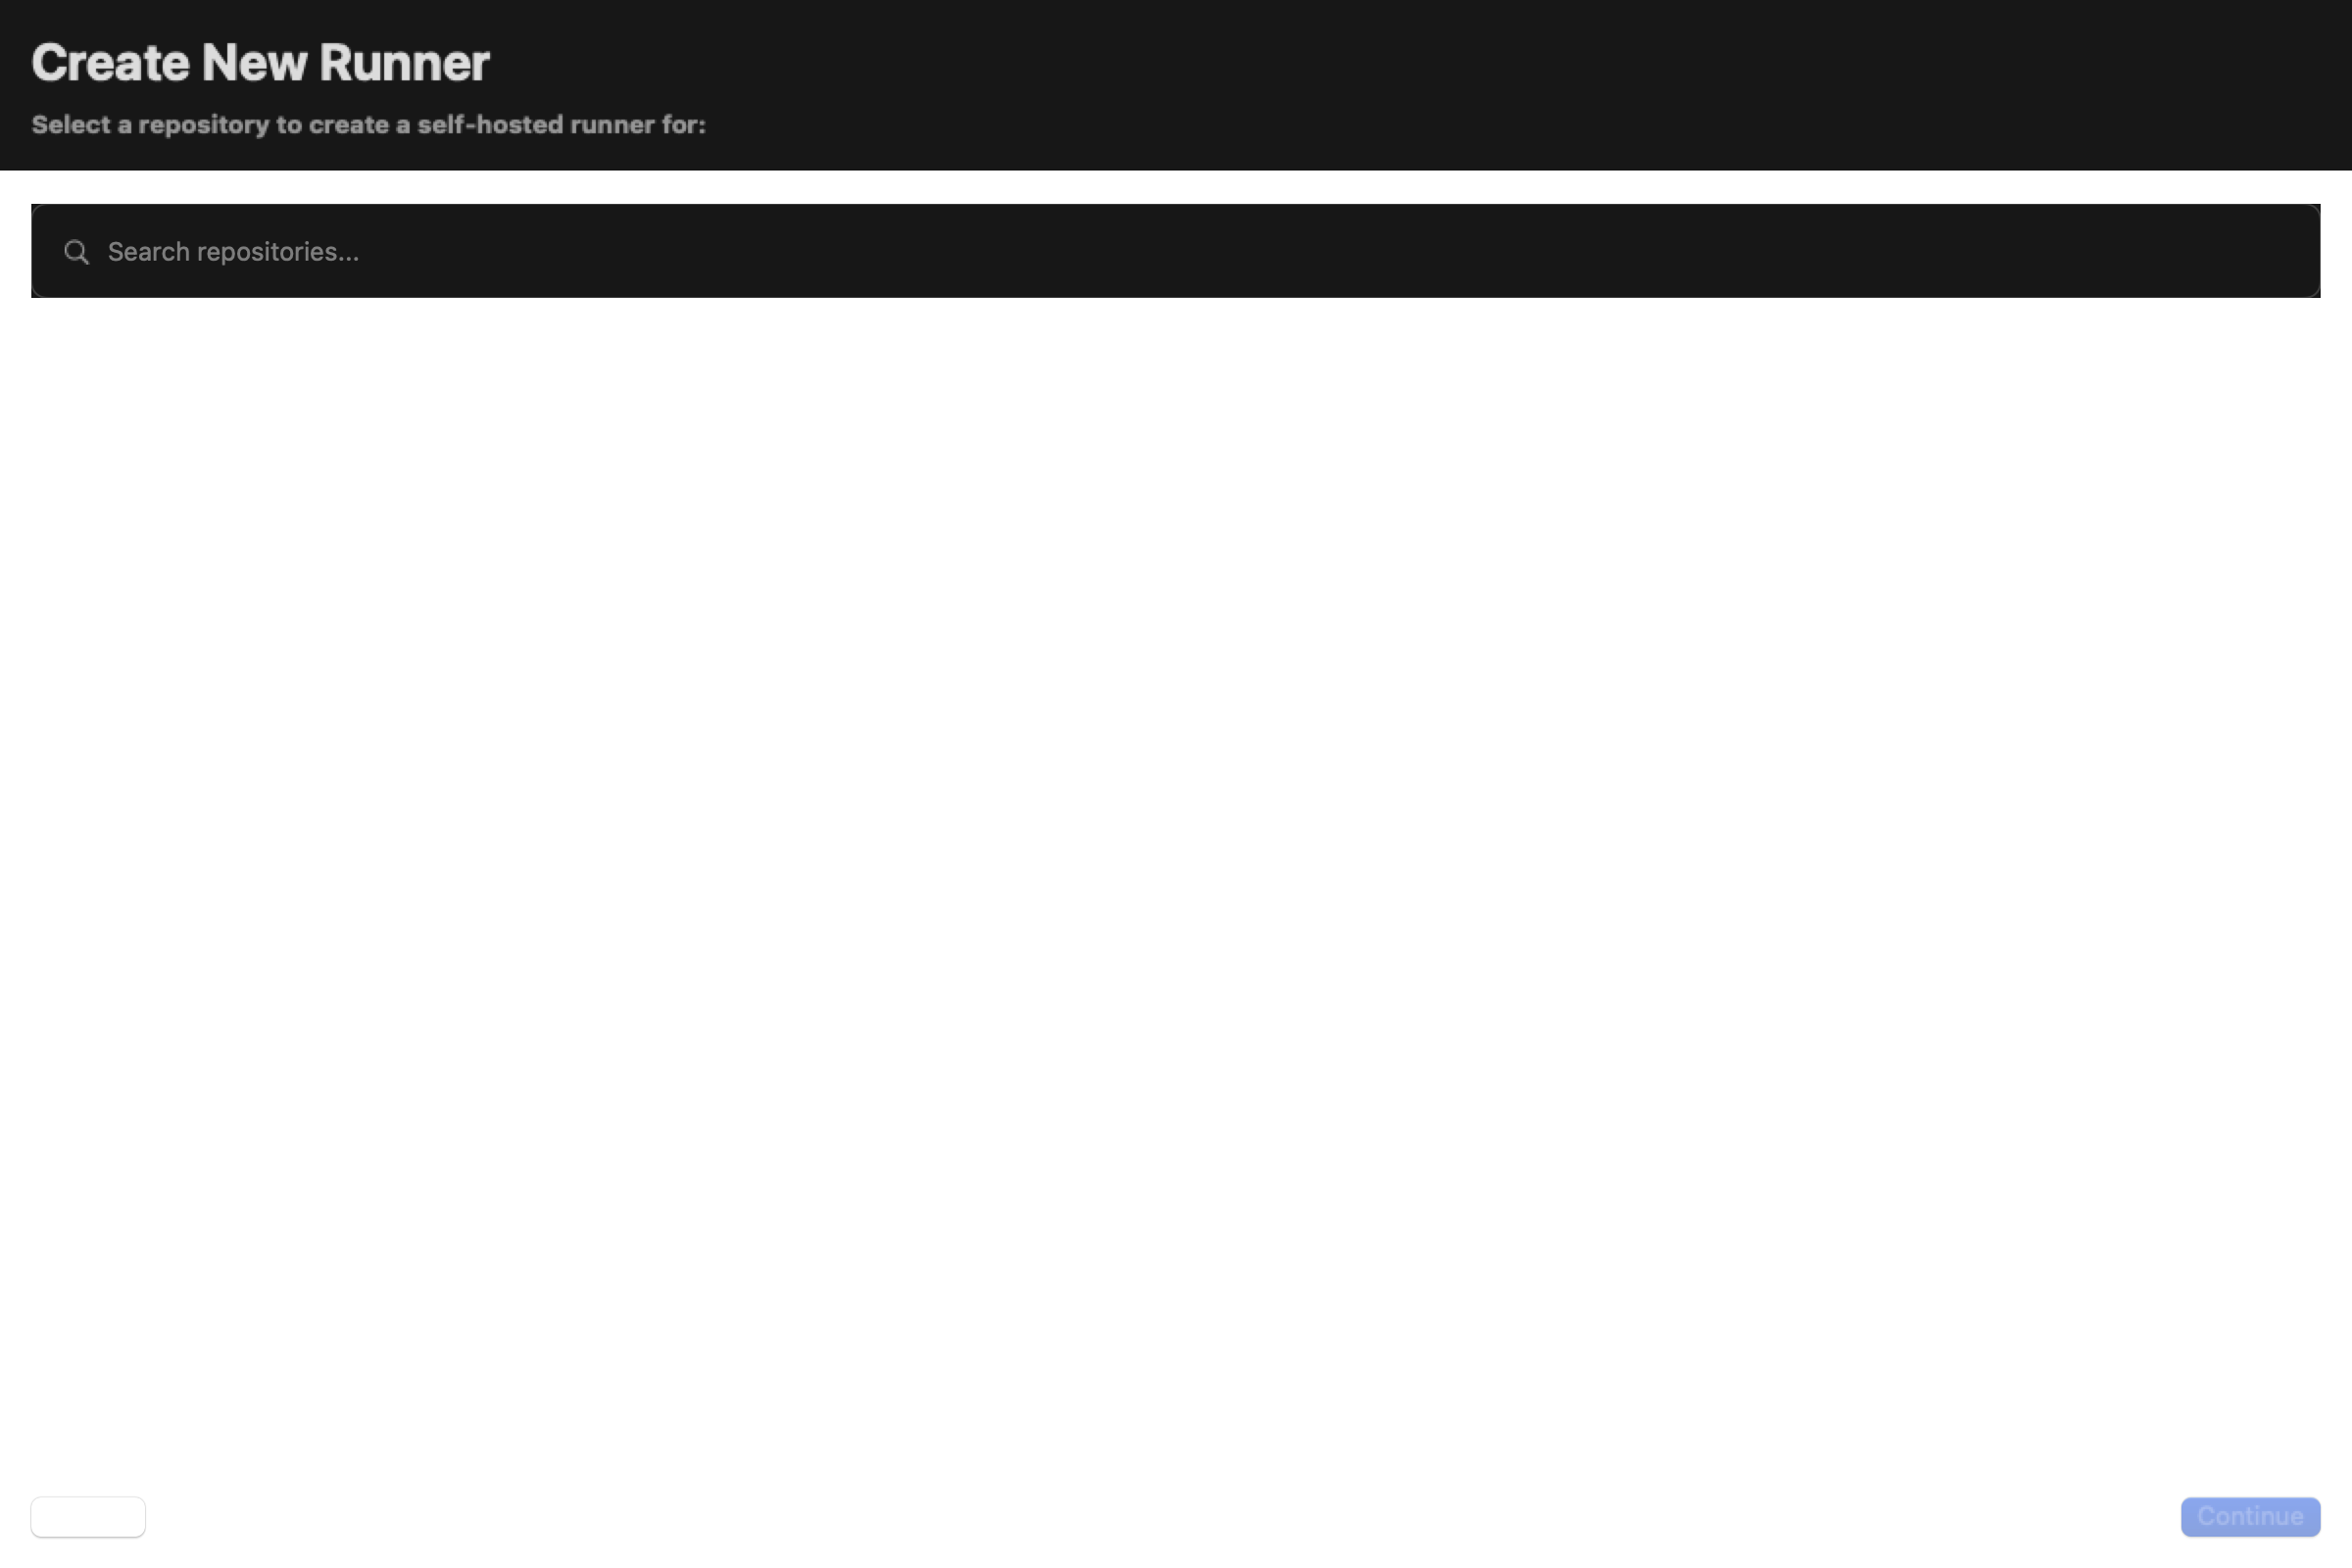 Create New Runner
Select a repository to create a self-hosted runner for:
Search repositories...
Continue